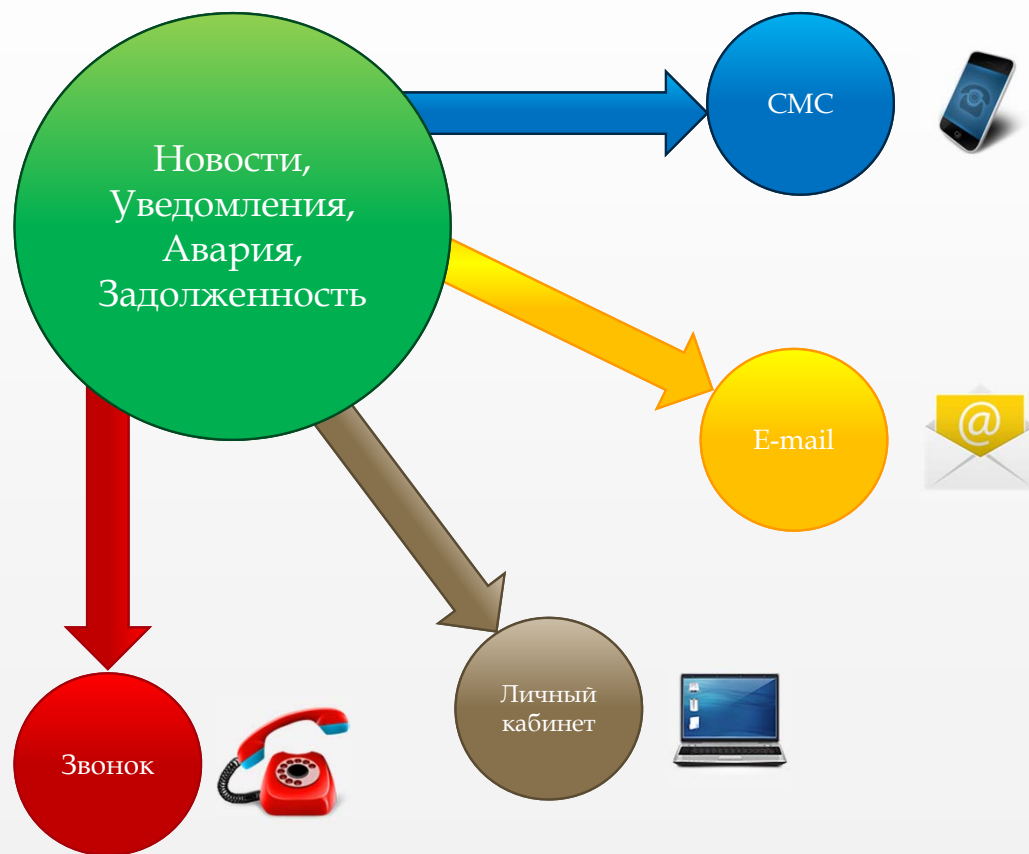 Новости,
Уведомления,
Авария,
Задолженность
СМС
E-mail
@
Личный
кабинет
Звонок